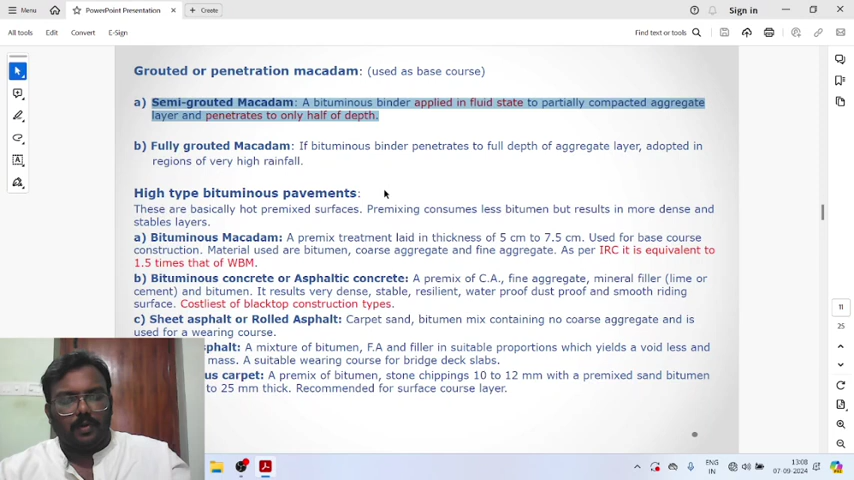 Menu
PowerPoint Presentation
Create
Sign in
All tools
Edit
Convert
E-Sign
Find text or tools
Grouted or penetration macadam: (used as base course)
a) Semi-grouted Macadam: A bituminous binder applied in fluid state to partially compacted aggregate
layer and penetrates to only half of depth.
b) Fully grouted Macadam: If bituminous binder penetrates to full depth of aggregate layer, adopted in
regions of very high rainfall.
High type bituminous pavements:
These are basically hot premixed surfaces. Premixing consumes less bitumen but results in more dense and
stables layers.
a) Bituminous Macadam: A premix treatment laid in thickness of 5 cm to 7.5 cm. Used for base course
construction. Material used are bitumen, coarse aggregate and fine aggregate. As per IRC it is equivalent to
1.5 times that of WBM.
b) Bituminous concrete or Asphaltic concrete: A premix of C.A., fine aggregate, mineral filler (lime or
cement) and bitumen. It results very dense, stable, resilient, water proof dust proof and smooth riding
surface. Costliest of blacktop construction types.
c) Sheet asphalt or Rolled Asphalt: Carpet sand, bitumen mix containing no coarse aggregate and is
used for a wearing course.
sphalt: A mixture of bitumen, F.A and filler in suitable proportions which yields a void less and
mass. A suitable wearing course for bridge deck slabs.
us carpet: A premix of bitumen, stone chippings 10 to 12 mm with a premixed sand bitumen
to 25 mm thick. Recommended for surface course layer.
11
25
ENG
IN
13:08
07-09-2024